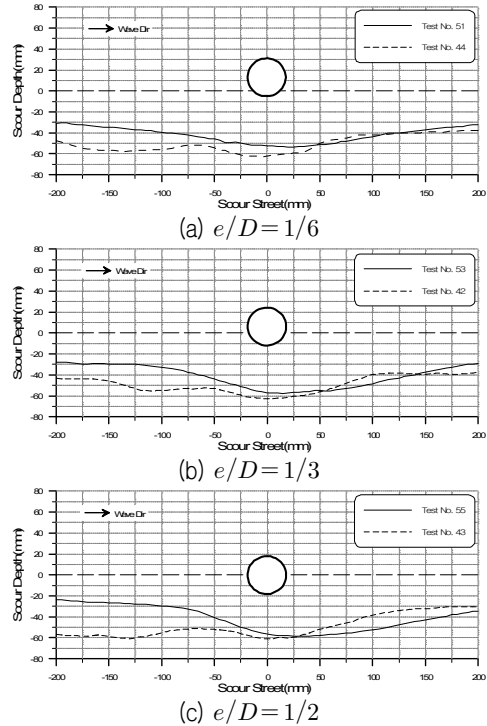 80
60
40
20
0
-20
-40
-60
-80
Scour Depth(mm)
Wave Dir
Test No. 51
Test No. 44
-200 -150 -100 -50 0 50 100 150 200
Scour Street(mm)
(a) e/D=1/6
80
60
40
20
0
-20
-40
-60
-80
Scour Depth(mm)
Wave Dir
Test No. 53
Test No. 42
-200 -150 -100 -50 0 50 100 150 200
Scour Street(mm)
(b) e/D=1/3
80
60
40
20
0
-20
-40
-60
-80
Scour Depth(mm)
Wave Dir
Test No. 55
Test No. 43
-200 -150 -100 -50 0 50 100 150 200
Scour Street(mm)
(c) e/D=1/2